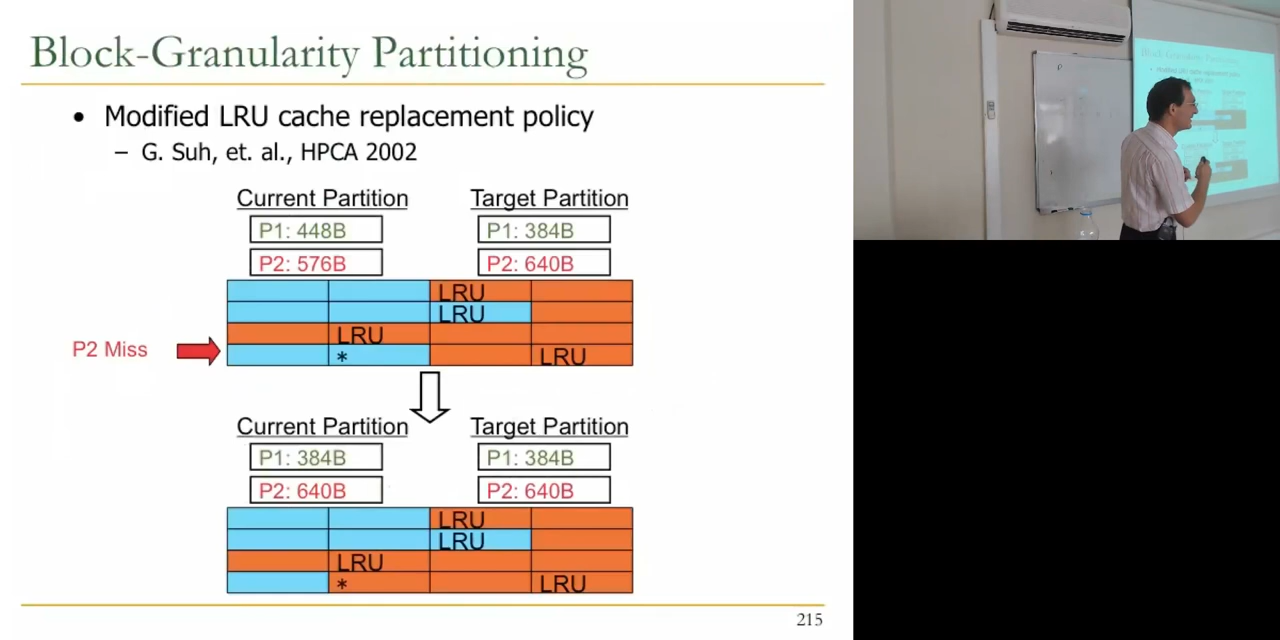 Block-Granularity Partitioning
• Modified LRU cache replacement policy
– G. Suh, et. al., HPCA 2002
Current Partition Target Partition
P1: 448B P1: 384B
P2: 576B P2: 640B
LRU
LRU
LRU
P2 Miss * LRU
Current Partition Target Partition
P1: 384B P1: 384B
P2: 640B P2: 640B
LRU
LRU
LRU
* LRU
215